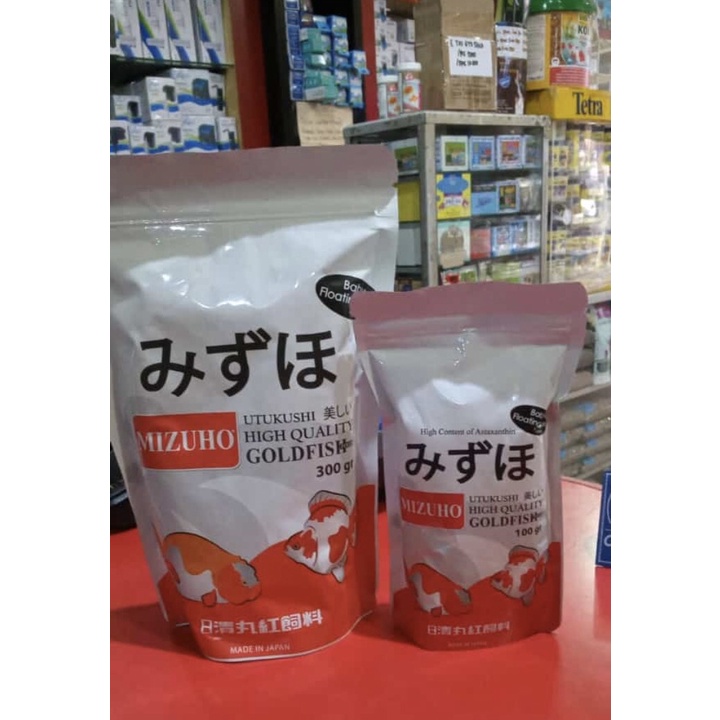 Tetra
Baby
Floating
みずほ
MIZUHO
UTUKUSHI 美しい
HIGH QUALITY
GOLDFISH
300 gr
日清丸紅飼料
MADE IN JAPAN
Baby
Floating
High Content of Astaxanthin
みずほ
MIZUHO
UTUKUSHI 美しい
HIGH QUALITY
GOLDFISH
100 gr
日清丸紅飼料